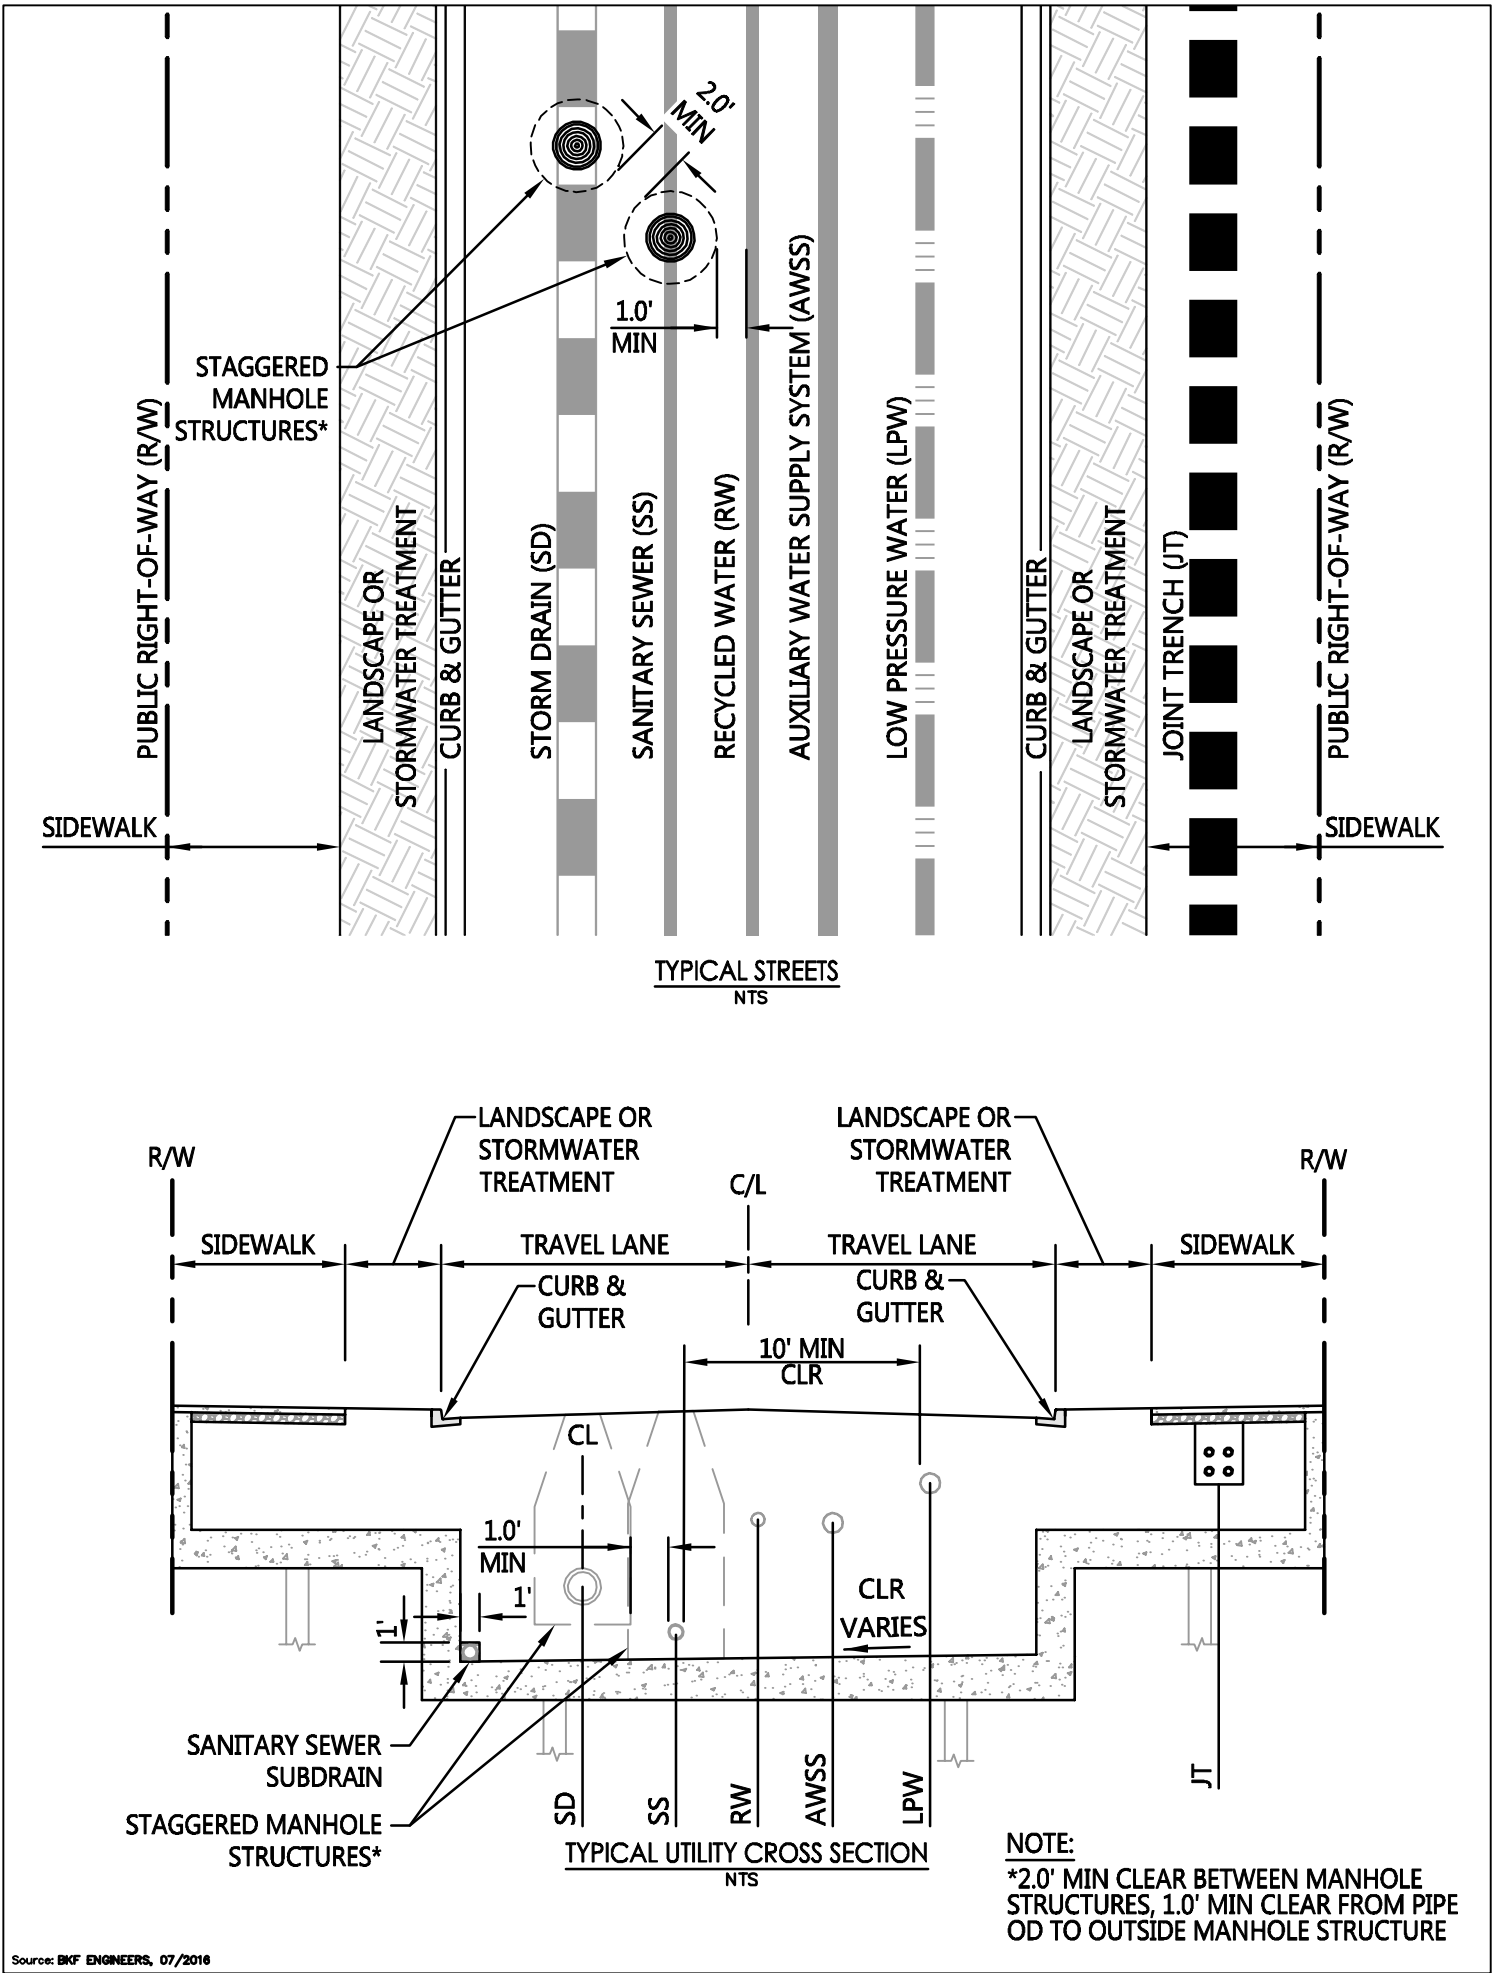 2.0'
MIN
1.0'
MIN
STAGGERED
MANHOLE
STRUCTURES*
PUBLIC RIGHT-OF-WAY (R/W)
LANDSCAPE OR
STORMWATER TREATMENT
CURB & GUTTER
STORM DRAIN (SD)
SANITARY SEWER (SS)
RECYCLED WATER (RW)
AUXILIARY WATER SUPPLY SYSTEM (AWSS)
LOW PRESSURE WATER (LPW)
CURB & GUTTER
LANDSCAPE OR
STORMWATER TREATMENT
JOINT TRENCH (JT)
PUBLIC RIGHT-OF-WAY (R/W)
SIDEWALK
SIDEWALK
TYPICAL STREETS
NTS
R/W
LANDSCAPE OR
STORMWATER
TREATMENT
C/L
LANDSCAPE OR
STORMWATER
TREATMENT
R/W
SIDEWALK
TRAVEL LANE
TRAVEL LANE
SIDEWALK
CURB &
GUTTER
CURB &
GUTTER
10' MIN
CLR
CL
1.0'
MIN
1'
1'
CLR
VARIES
SANITARY SEWER
SUBDRAIN
STAGGERED MANHOLE
STRUCTURES*
SD
SS
RW
AWSS
LPW
JT
TYPICAL UTILITY CROSS SECTION
NTS
NOTE:
*2.0' MIN CLEAR BETWEEN MANHOLE
STRUCTURES, 1.0' MIN CLEAR FROM PIPE
OD TO OUTSIDE MANHOLE STRUCTURE
Source: BKF ENGINEERS, 07/2016